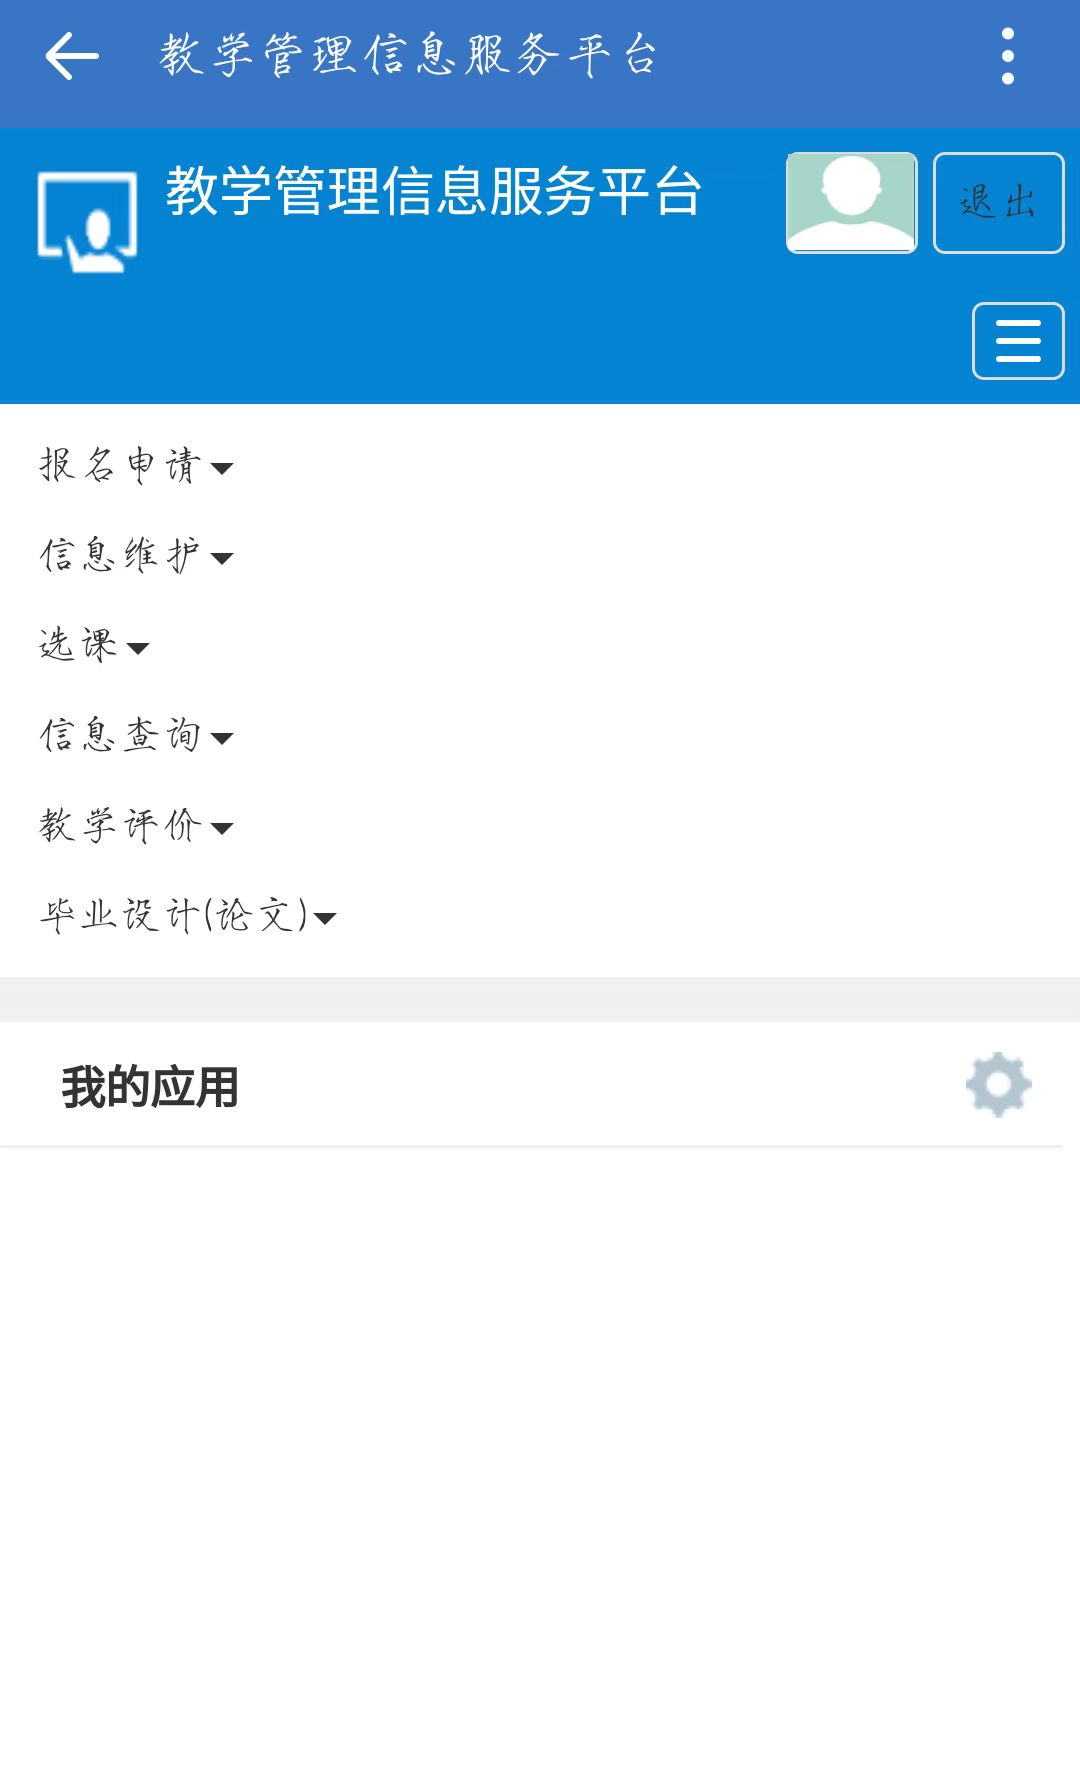 教学管理信息服务平台
教学管理信息服务平台
退出
报名申请
信息维护
选课
信息查询
教学评价
毕业设计(论文)
我的应用